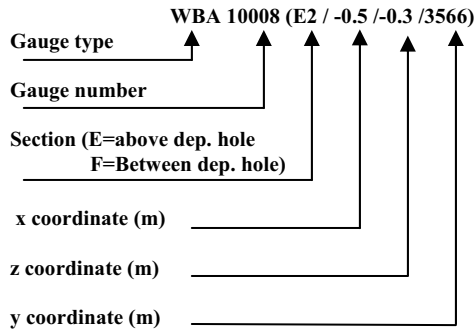 WBA 10008 (E2 / -0.5 /-0.3 /3566)
Gauge type
Gauge number
Section (E=above dep. hole
F=Between dep. hole)
x coordinate (m)
z coordinate (m)
y coordinate (m)